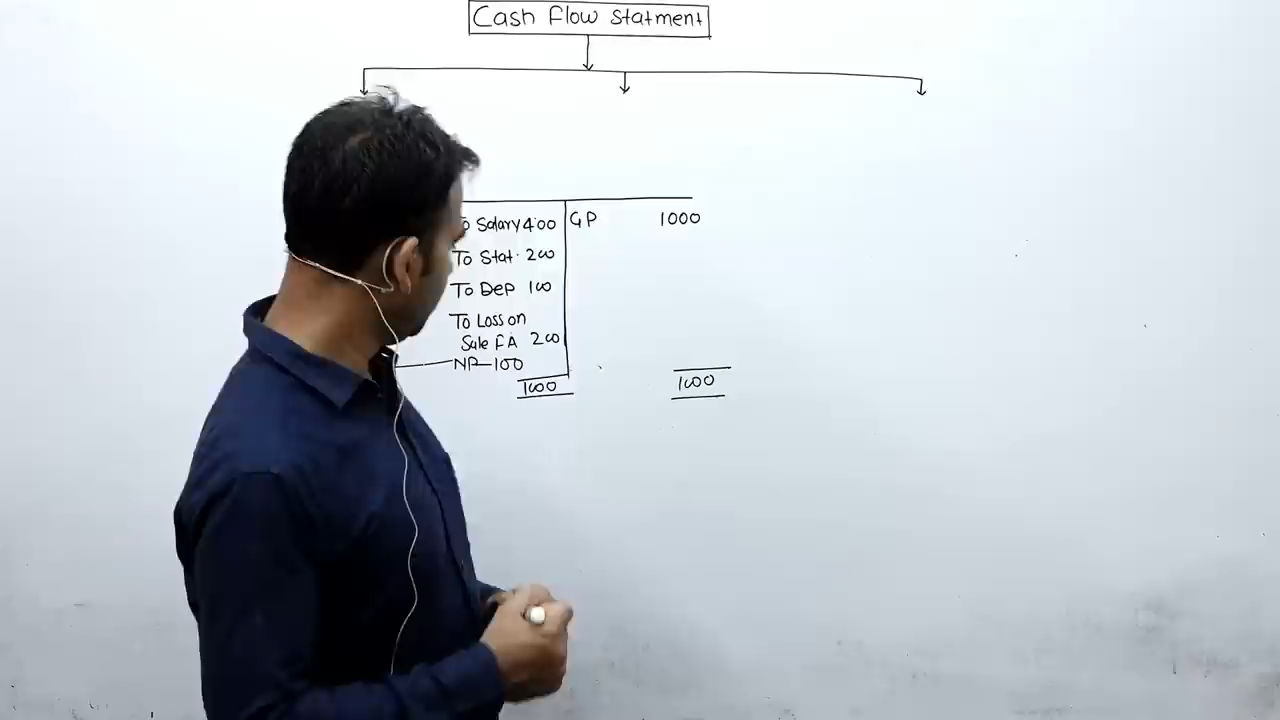 Cash flow Statment
To Salary 400 GP 1000
To Stat. 200
To Dep 100
To Loss on
Sale FA 200
NP-100
1000 1000